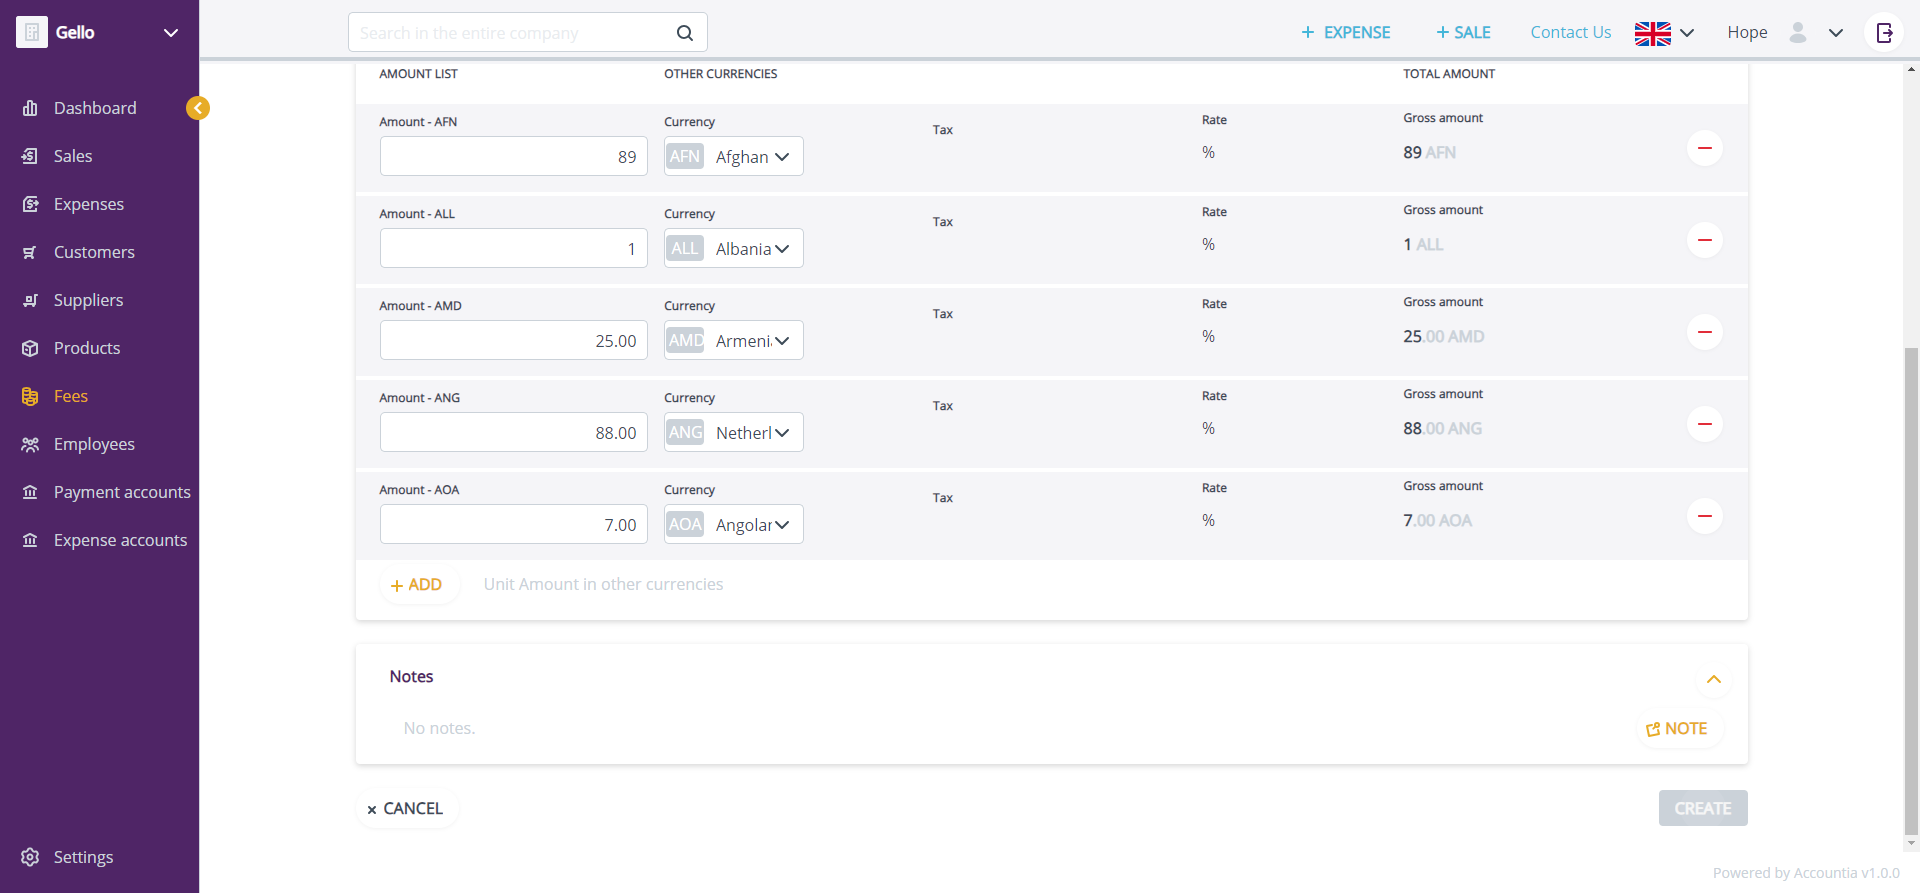 Gello
Search in the entire company
+ EXPENSE
+ SALE
Contact Us
Hope
Dashboard
Sales
Expenses
Customers
Suppliers
Products
Fees
Employees
Payment accounts
Expense accounts
Settings
AMOUNT LIST OTHER CURRENCIES TOTAL AMOUNT
Amount - AFN Currency Tax Rate Gross amount
89 AFN Afghan % 89 AFN
Amount - ALL Currency Tax Rate Gross amount
1 ALL Albania % 1 ALL
Amount - AMD Currency Tax Rate Gross amount
25.00 AMD Armeni % 25.00 AMD
Amount - ANG Currency Tax Rate Gross amount
88.00 ANG Netherl % 88.00 ANG
Amount - AOA Currency Tax Rate Gross amount
7.00 AOA Angolar % 7.00 AOA
+ ADD Unit Amount in other currencies
Notes
No notes.
NOTE
× CANCEL
CREATE
Powered by Accountia v1.0.0